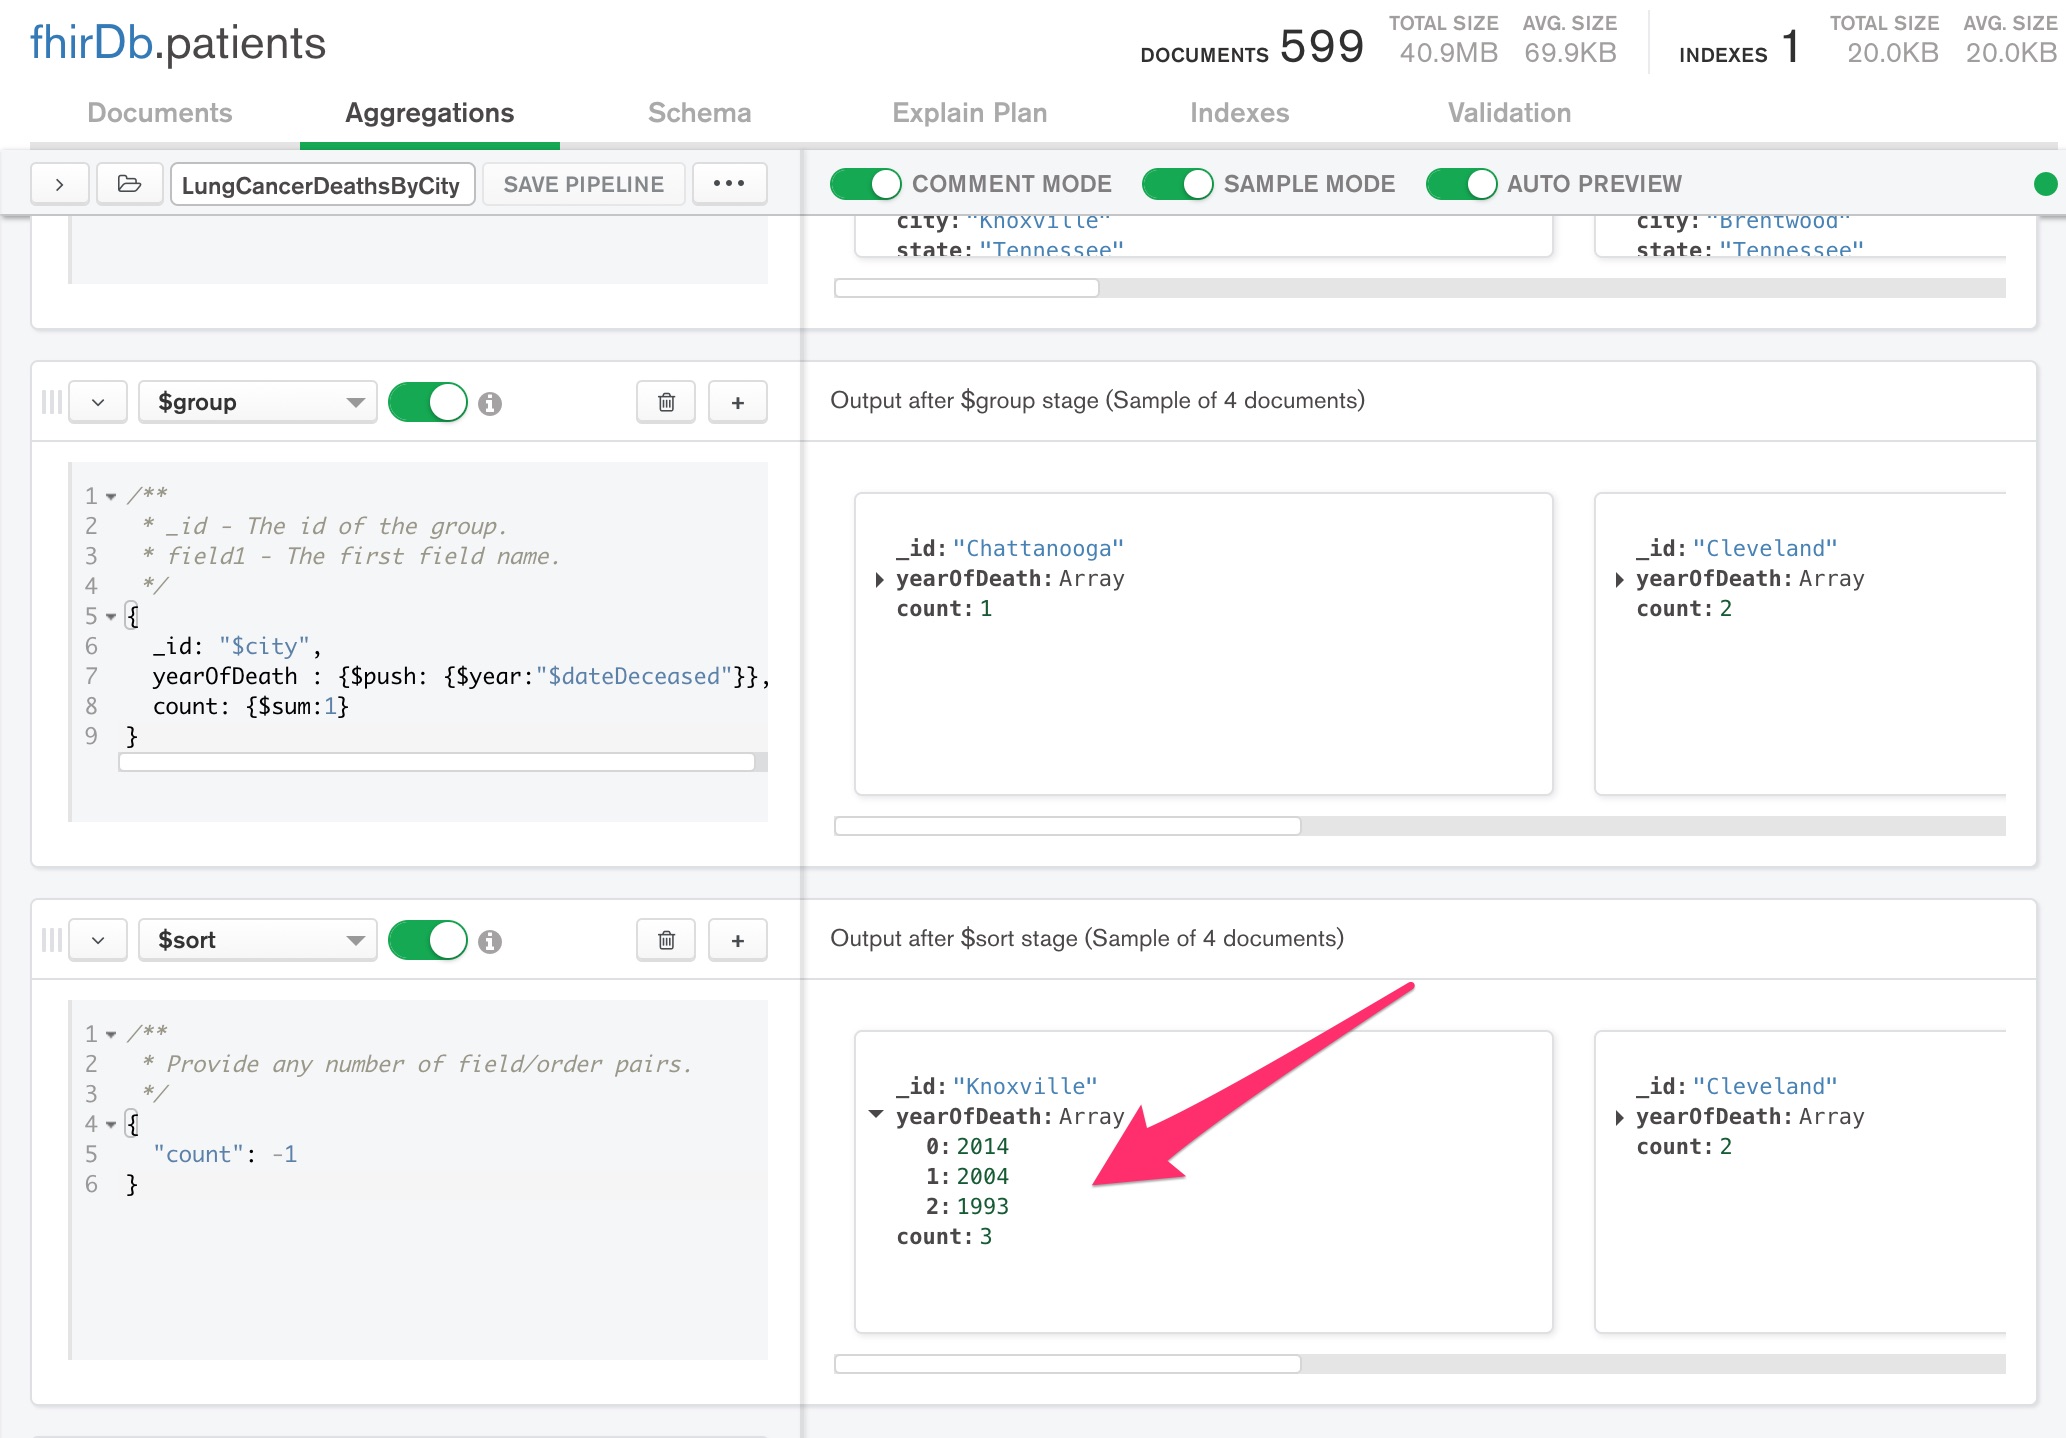 fhirDb.patients
DOCUMENTS 599
TOTAL SIZE
40.9MB
AVG. SIZE
69.9KB
INDEXES 1
TOTAL SIZE
20.0KB
AVG. SIZE
20.0KB
Documents
Aggregations
Schema
Explain Plan
Indexes
Validation
LungCancerDeathsByCity
SAVE PIPELINE
COMMENT MODE
SAMPLE MODE
AUTO PREVIEW
city: "Knoxville"
state: "Tennessee"
city: "Brentwood"
state: "Tennessee"
$group
+
1 /**
2 * _id - The id of the group.
3 * field1 - The first field name.
4 */
5 {
6 _id: "$city",
7 yearOfDeath : {$push: {$year:"$dateDeceased"}},
8 count: {$sum:1}
9 }
Output after $group stage (Sample of 4 documents)
_id: "Chattanooga"
yearOfDeath: Array
count: 1
_id: "Cleveland"
yearOfDeath: Array
count: 2
$sort
+
1 /**
2 * Provide any number of field/order pairs.
3 */
4 {
5 "count": -1
6 }
Output after $sort stage (Sample of 4 documents)
_id: "Knoxville"
yearOfDeath: Array
0: 2014
1: 2004
2: 1993
count: 3
_id: "Cleveland"
yearOfDeath: Array
count: 2